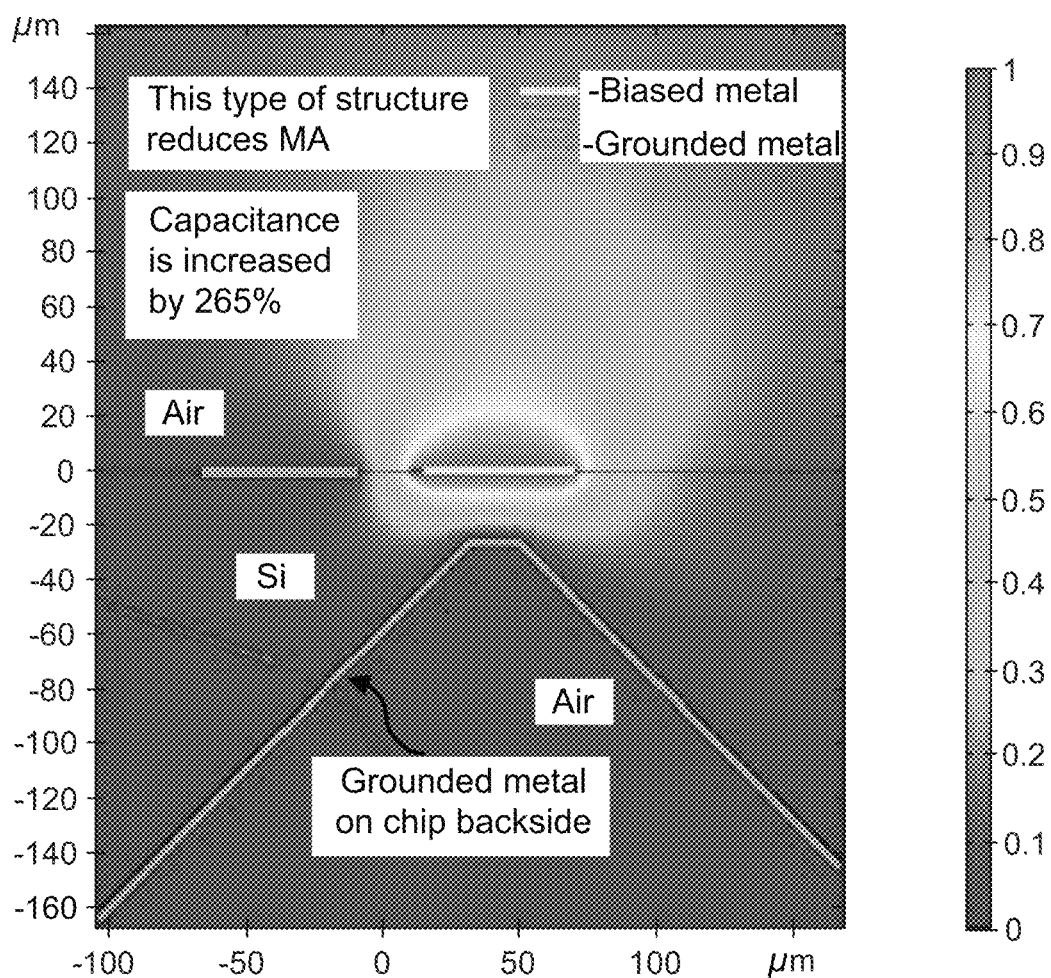 µm
140
120
100
80
60
40
20
0
-20
-40
-60
-80
-100
-120
-140
-160
This type of structure
reduces MA
-Biased metal
-Grounded metal
Capacitance
is increased
by 265%
Air
Si
Air
Grounded metal
on chip backside
-100
-50
0
50
100
µm
1
0.9
0.8
0.7
0.6
0.5
0.4
0.3
0.2
0.1
0